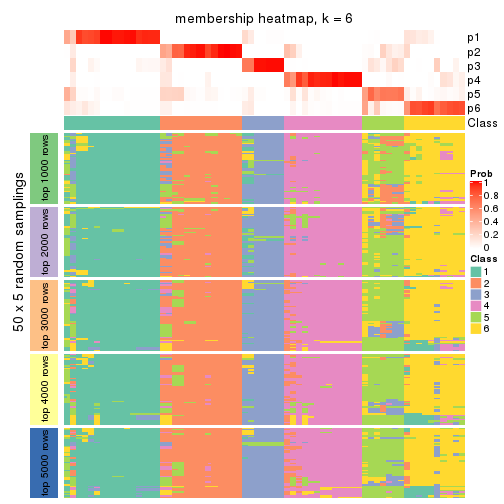 membership heatmap, k = 6
p1
p2
p3
p4
p5
p6
Class
50 x 5 random samplings
top 1000 rows
top 2000 rows
top 3000 rows
top 4000 rows
top 5000 rows
Prob
1
0.8
0.6
0.4
0.2
0
Class
1
2
3
4
5
6